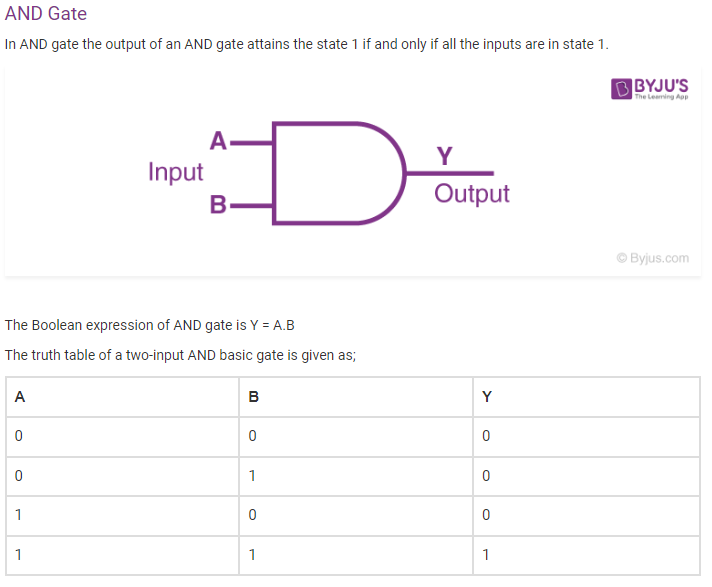 AND Gate
In AND gate the output of an AND gate attains the state 1 if and only if all the inputs are in state 1.
BYJU'S
The Learning App
A
Y
Input
Output
B
© Byjus.com
The Boolean expression of AND gate is Y = A.B
The truth table of a two-input AND basic gate is given as;
A B Y
0 0 0
0 1 0
1 0 0
1 1 1